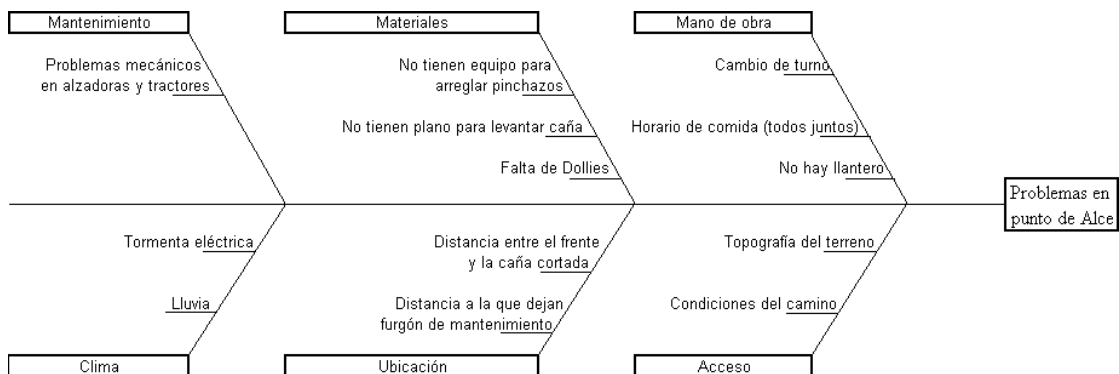 Mantenimiento
Materiales
Mano de obra
Problemas mecánicos
en alzadoras y tractores
No tienen equipo para
arreglar pinchazos
No tienen plano para levantar caña
Falta de Dollies
Cambio de turno
Horario de comida (todos juntos)
No hay llantero
Problemas en
punto de Alce
Tormenta eléctrica
Lluvia
Distancia entre el frente
y la caña cortada
Distancia a la que dejan
furgón de mantenimiento
Topografía del terreno
Condiciones del camino
Clima
Ubicación
Acceso